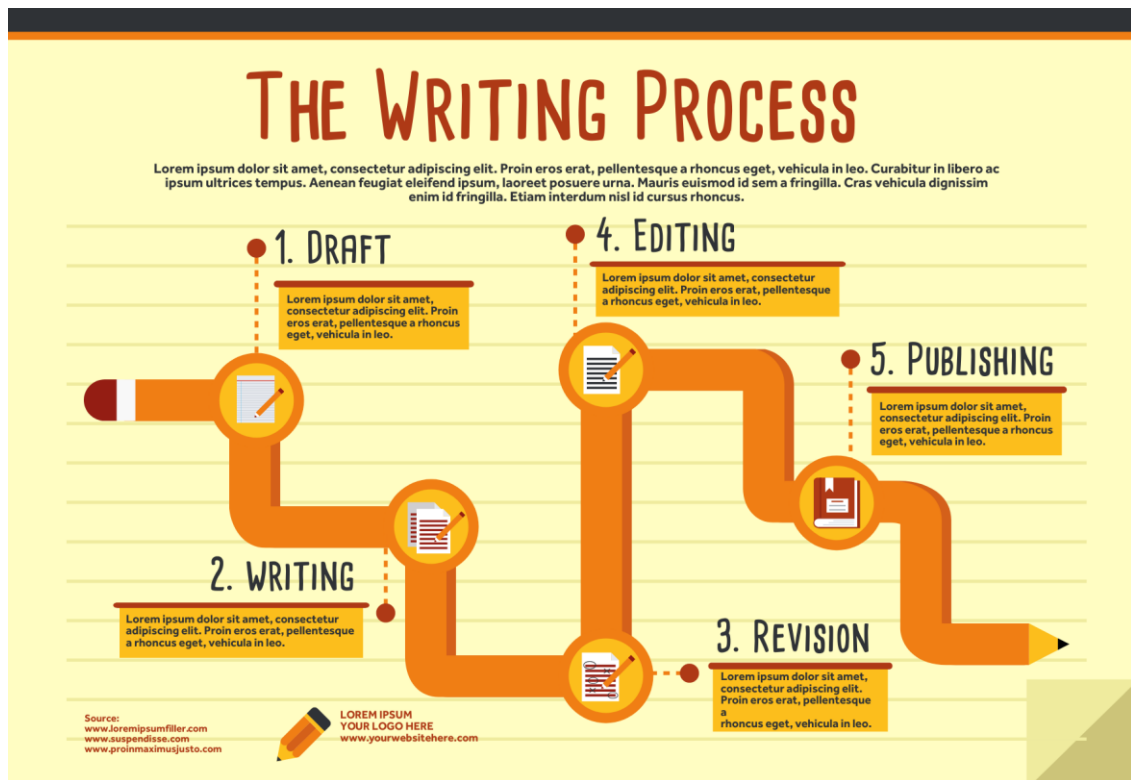 THE WRITING PROCESS
Lorem ipsum dolor sit amet, consectetur adipiscing elit. Proin eros erat, pellentesque a rhoncus eget, vehicula in leo. Curabitur in libero ac
ipsum ultrices tempus. Aenean feugiat eleifend ipsum, laoreet posuere urna. Mauris euismod id sem a fringilla. Cras vehicula dignissim
enim id fringilla. Etiam interdum nisl id cursus rhoncus.
1. DRAFT
Lorem ipsum dolor sit amet,
consectetur adipiscing elit. Proin
eros erat, pellentesque a rhoncus
eget, vehicula in leo.
2. WRITING
Lorem ipsum dolor sit amet, consectetur
adipiscing elit. Proin eros erat, pellentesque
a rhoncus eget, vehicula in leo.
3. REVISION
Lorem ipsum dolor sit amet,
consectetur adipiscing elit.
Proin eros erat, pellentesque
a
rhoncus eget, vehicula in leo.
4. EDITING
Lorem ipsum dolor sit amet, consectetur
adipiscing elit. Proin eros erat, pellentesque
a rhoncus eget, vehicula in leo.
5. PUBLISHING
Lorem ipsum dolor sit amet,
consectetur adipiscing elit. Proin
eros erat, pellentesque a rhoncus
eget, vehicula in leo.
Source:
www.loremipsumfiller.com
www.suspendisse.com
www.proinmaximusjusto.com
LOREM IPSUM
YOUR LOGO HERE
www.yourwebsitehere.com